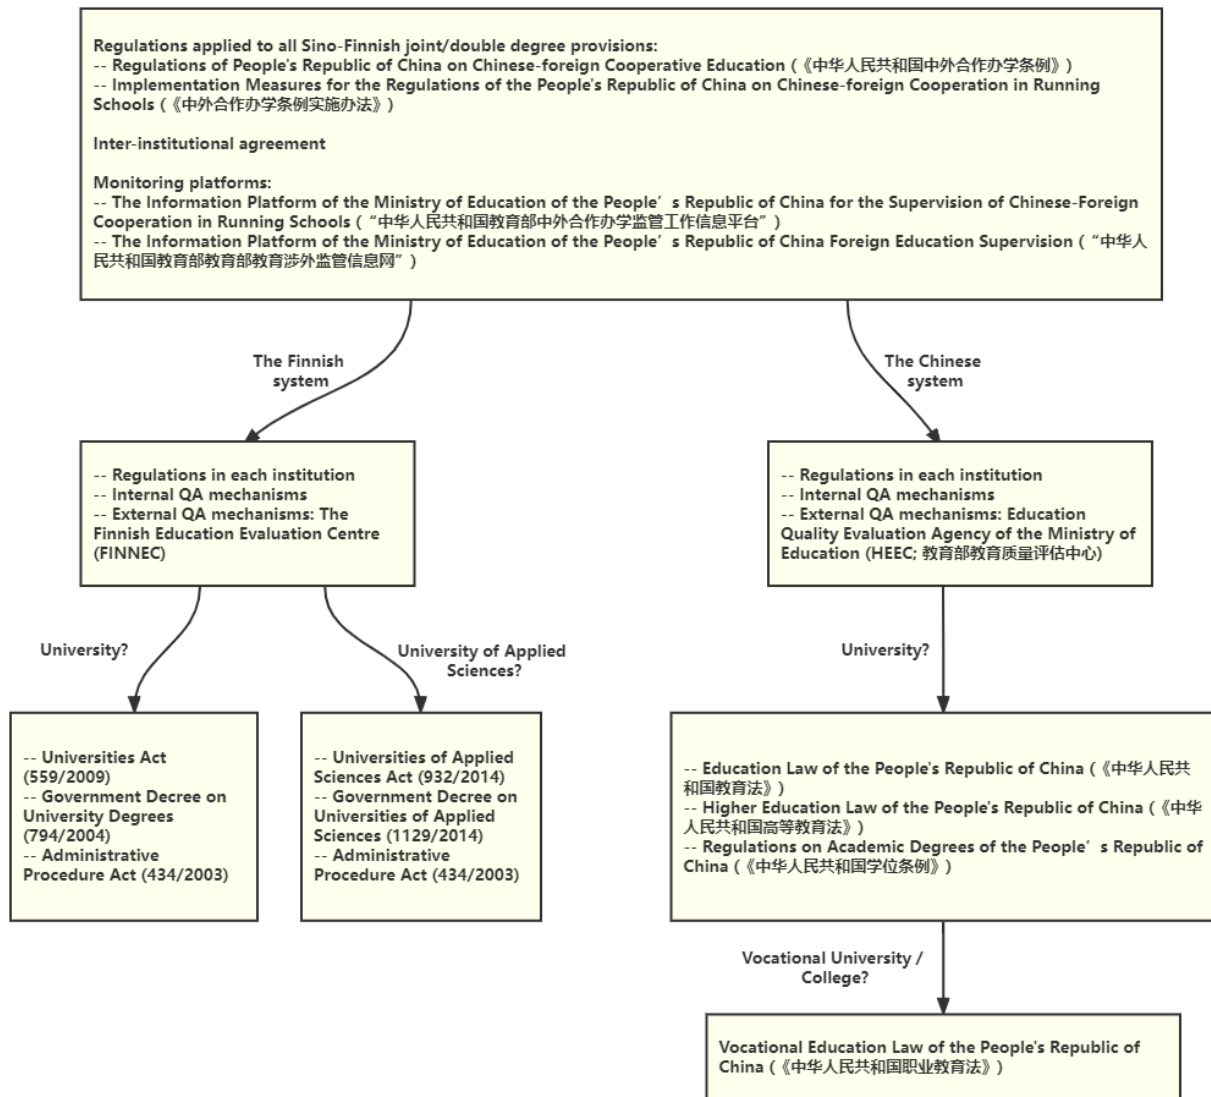 Regulations applied to all Sino-Finnish joint/double degree provisions:
-- Regulations of People's Republic of China on Chinese-foreign Cooperative Education (《中华人民共和国中外合作办学条例》)
-- Implementation Measures for the Regulations of the People's Republic of China on Chinese-foreign Cooperation in Running
Schools (《中外合作办学条例实施办法》)
Inter-institutional agreement
Monitoring platforms:
-- The Information Platform of the Ministry of Education of the People’s Republic of China for the Supervision of Chinese-Foreign
Cooperation in Running Schools (“中华人民共和国教育部中外合作办学监管工作信息平台”)
-- The Information Platform of the Ministry of Education of the People’s Republic of China Foreign Education Supervision (“中华人
民共和国教育部教育部教育涉外监管信息网”)
The Finnish
system
The Chinese
system
-- Regulations in each institution
-- Internal QA mechanisms
-- External QA mechanisms: The
Finnish Education Evaluation Centre
(FINNEC)
-- Regulations in each institution
-- Internal QA mechanisms
-- External QA mechanisms: Education
Quality Evaluation Agency of the Ministry of
Education (HEEC; 教育部教育质量评估中心)
University?
University of Applied
Sciences?
University?
-- Universities Act
(559/2009)
-- Government Decree on
University Degrees
(794/2004)
-- Administrative
Procedure Act (434/2003)
-- Universities of Applied
Sciences Act (932/2014)
-- Government Decree on
Universities of Applied
Sciences (1129/2014)
-- Administrative
Procedure Act (434/2003)
-- Education Law of the People's Republic of China (《中华人民共
和国教育法》)
-- Higher Education Law of the People's Republic of China (《中华
人民共和国高等教育法》)
-- Regulations on Academic Degrees of the People’s Republic of
China (《中华人民共和国学位条例》)
Vocational University /
College?
Vocational Education Law of the People's Republic of
China (《中华人民共和国职业教育法》)